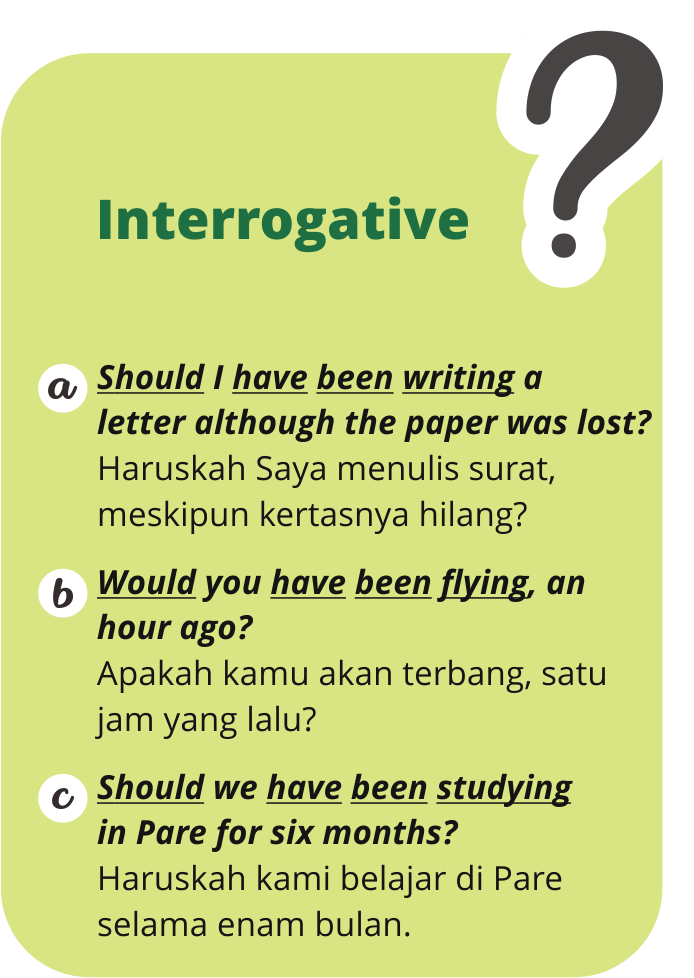 ?
Interrogative
a Should I have been writing a
letter although the paper was lost?
Haruskah Saya menulis surat,
meskipun kertasnya hilang?
b Would you have been flying, an
hour ago?
Apakah kamu akan terbang, satu
jam yang lalu?
c Should we have been studying
in Pare for six months?
Haruskah kami belajar di Pare
selama enam bulan.